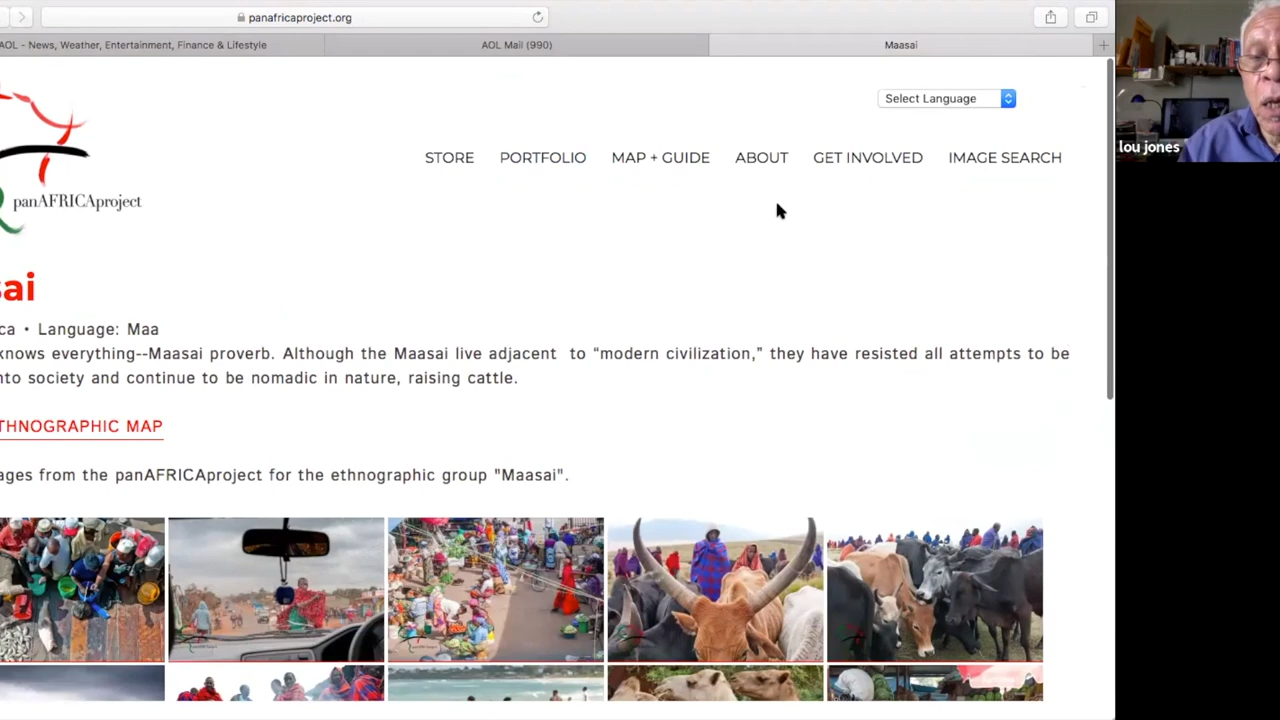 panafricaproject.org
AOL - News, Weather, Entertainment, Finance & Lifestyle
AOL Mail (990)
Maasai
Select Language
STORE
PORTFOLIO
MAP + GUIDE
ABOUT
GET INVOLVED
IMAGE SEARCH
lou jones
panAFRICAproject
sai
ca • Language: Maa
knows everything--Maasai proverb. Although the Maasai live adjacent to “modern civilization,” they have resisted all attempts to be
nto society and continue to be nomadic in nature, raising cattle.
THNOGRAPHIC MAP
ages from the panAFRICAproject for the ethnographic group "Maasai".